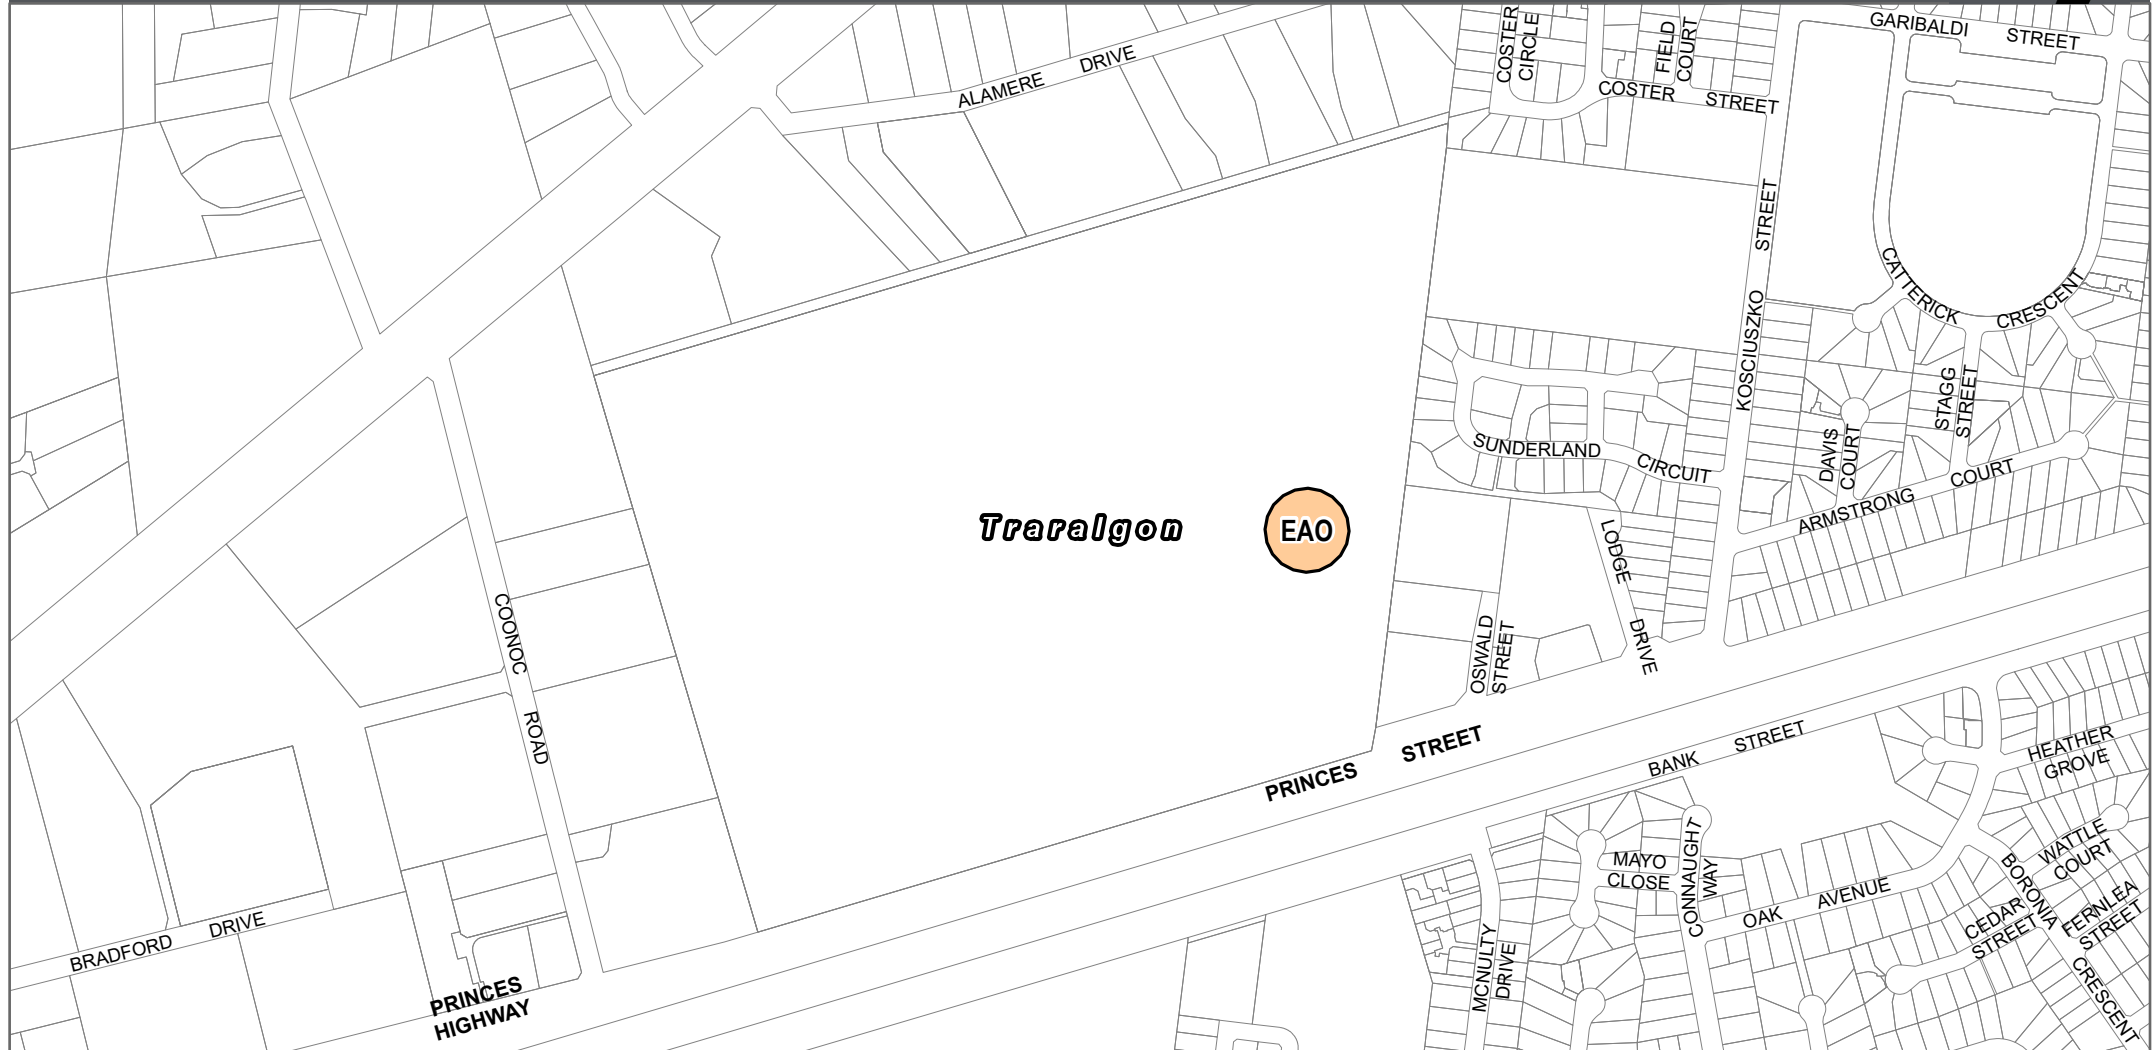 GARIBALDI STREET
COSTER
CIRCLE
FIELD
COURT
ALAMERE DRIVE
COSTER STREET
KOSCIUSZKO STREET
CATTERICK CRESCENT
STAGG
STREET
DAVIS
COURT
SUNDERLAND CIRCUIT
ARMSTRONG COURT
Traralgon
EAO
LODGE DRIVE
OSWALD
STREET
COONOC ROAD
PRINCES STREET
BANK STREET
HEATHER
GROVE
WATTLE
COURT
MAYO
CLOSE
CONNAUGHT
WAY
OAK AVENUE
BORONIA CRESCENT
CEDAR
STREET
FERNLEA
STREET
MCNULTY
DRIVE
BRADFORD DRIVE
PRINCES
HIGHWAY